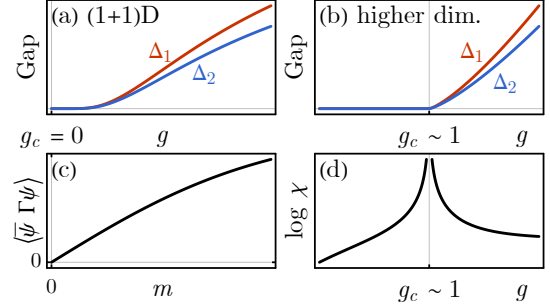 (a) (1+1)D
Gap
Δ₁
Δ₂
g_c = 0
g
(b) higher dim.
Gap
Δ₁
Δ₂
g_c ~ 1
g
(c)
⟨ψ̅ Γψ⟩
0
0
m
(d)
log χ
g_c ~ 1
g